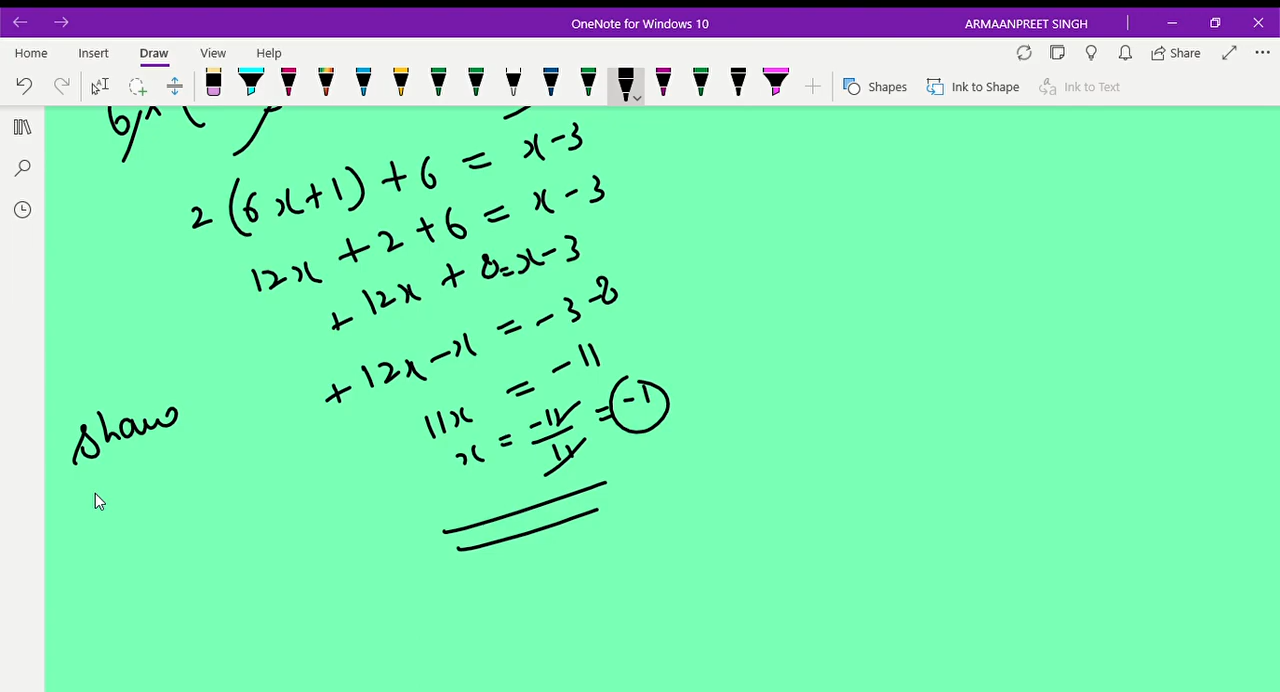 OneNote for Windows 10
ARMAANPREET SINGH
Home Insert Draw View Help
Share
Shapes Ink to Shape Ink to Text
2 (6x+1) + 6 = x-3
12x + 2 + 6 = x - 3
+ 12x + 8 = x - 3
+ 12x - x = - 3 - 8
11x = - 11
x = -11/11 = -1